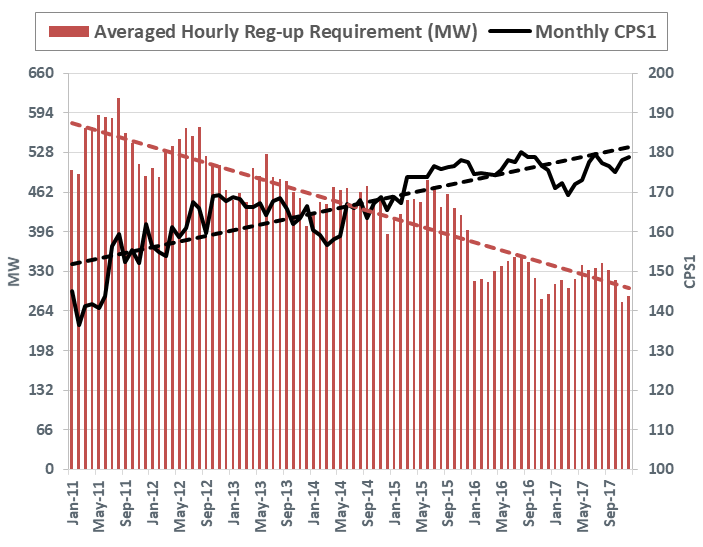 Averaged Hourly Reg-up Requirement (MW) Monthly CPS1
660 200
594 190
528 180
462 170
396 160
330 150
264 140
198 130
132 120
66 110
0 100
MW
CPS1
Jan-11 May-11 Sep-11 Jan-12 May-12 Sep-12 Jan-13 May-13 Sep-13 Jan-14 May-14 Sep-14 Jan-15 May-15 Sep-15 Jan-16 May-16 Sep-16 Jan-17 May-17 Sep-17